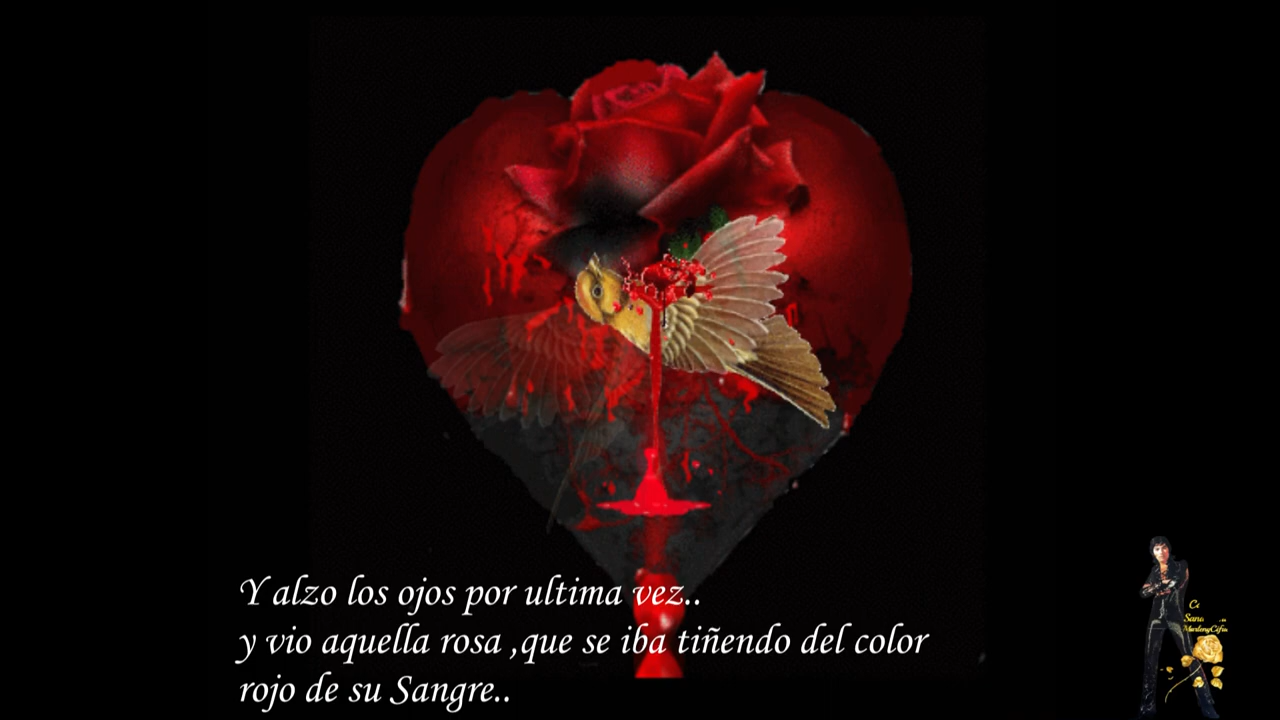 Y alzo los ojos por ultima vez..
y vio aquella rosa ,que se iba tiñendo del color
rojo de su Sangre..